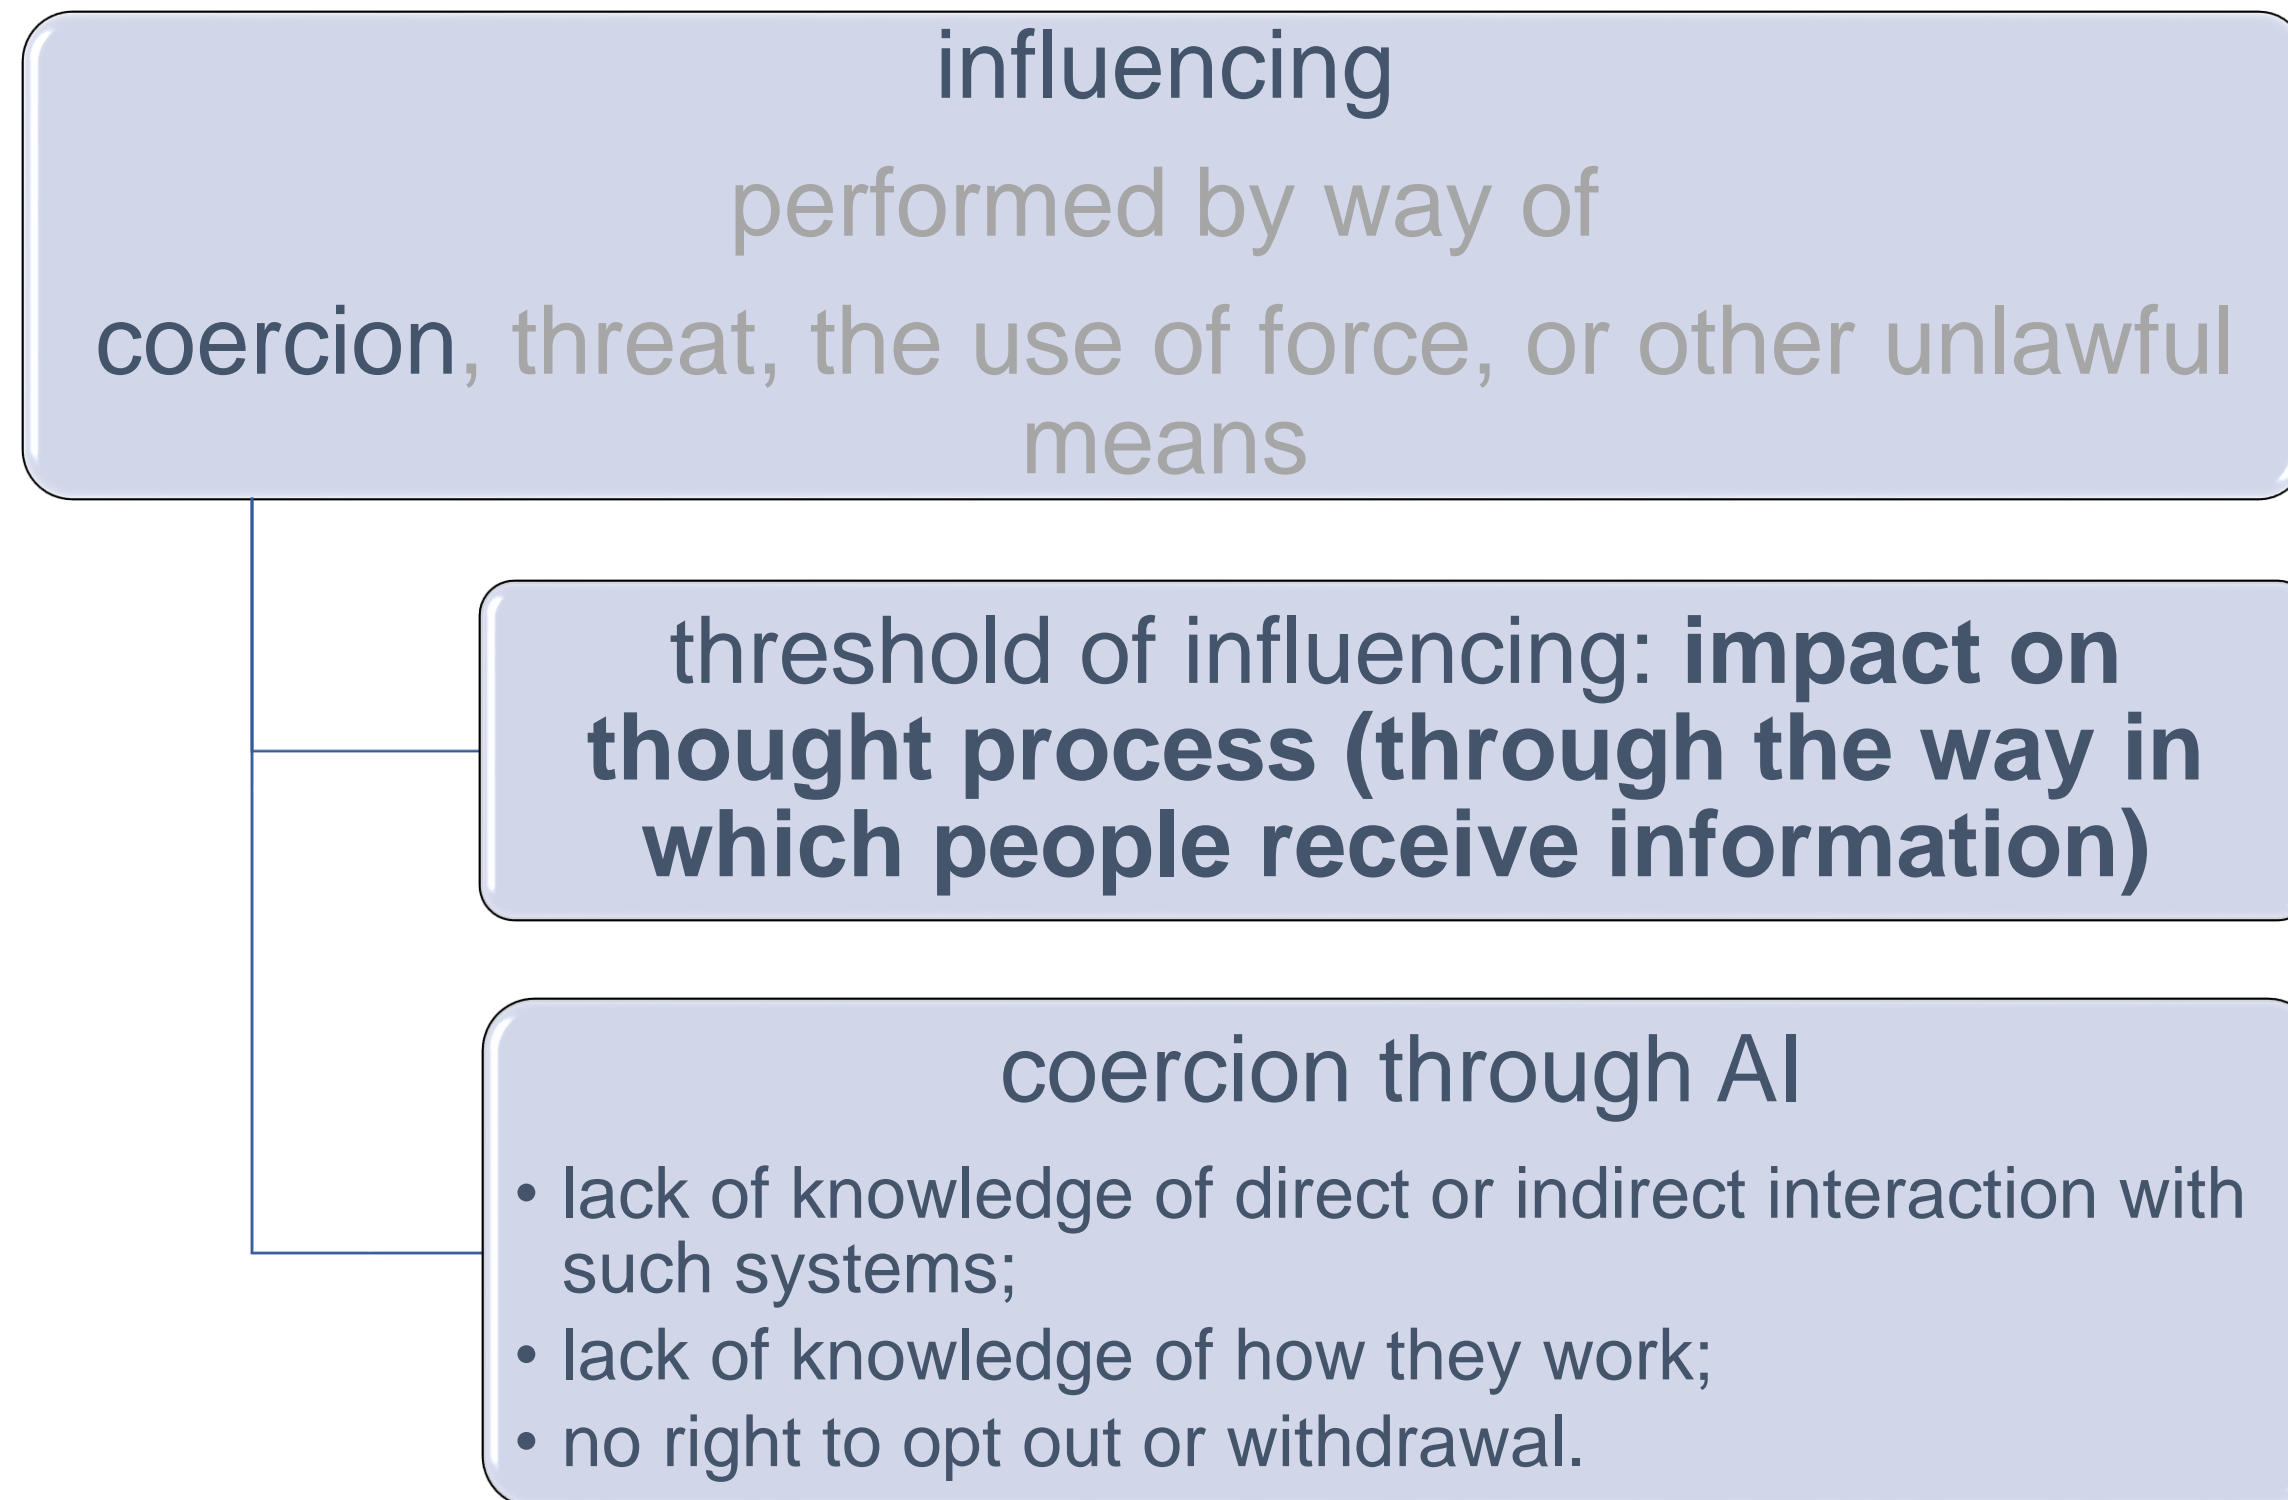 influencing
performed by way of
coercion, threat, the use of force, or other unlawful
means
threshold of influencing: impact on
thought process (through the way in
which people receive information)
coercion through AI
• lack of knowledge of direct or indirect interaction with
such systems;
• lack of knowledge of how they work;
• no right to opt out or withdrawal.